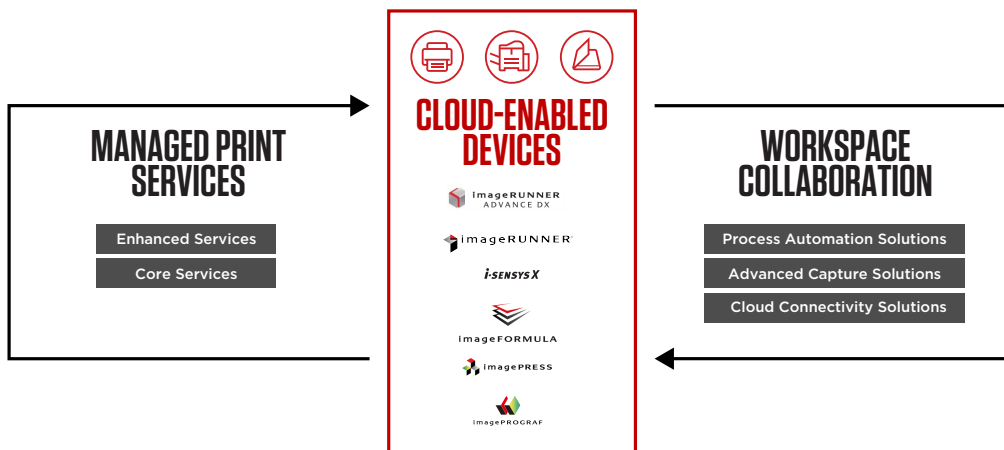 MANAGED PRINT
SERVICES
Enhanced Services
Core Services
CLOUD-ENABLED
DEVICES
imageRUNNER
ADVANCE DX
imageRUNNER
i-SENSYS X
imageFORMULA
imagePRESS
imagePROGRAF
WORKSPACE
COLLABORATION
Process Automation Solutions
Advanced Capture Solutions
Cloud Connectivity Solutions